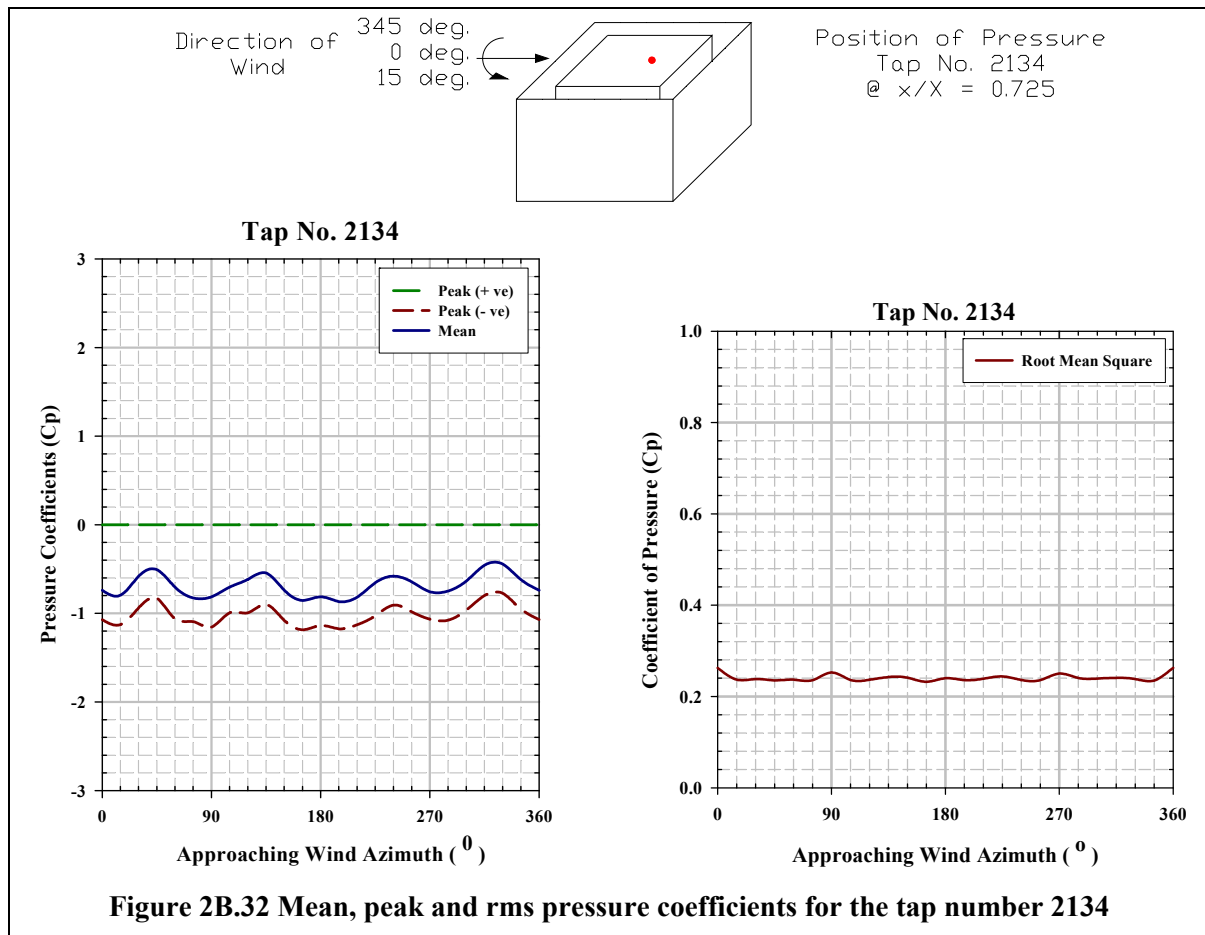 Direction of
Wind
345 deg.
0 deg.
15 deg.
Position of Pressure
Tap No. 2134
@ x/X = 0.725
Tap No. 2134
Pressure Coefficients (Cp)
3
2
1
0
-1
-2
-3
Peak (+ ve)
Peak (- ve)
Mean
0
90
180
270
360
Approaching Wind Azimuth ( 0 )
Tap No. 2134
Coefficient of Pressure (Cp)
1.0
0.8
0.6
0.4
0.2
0.0
Root Mean Square
0
90
180
270
360
Approaching Wind Azimuth ( o )
Figure 2B.32 Mean, peak and rms pressure coefficients for the tap number 2134